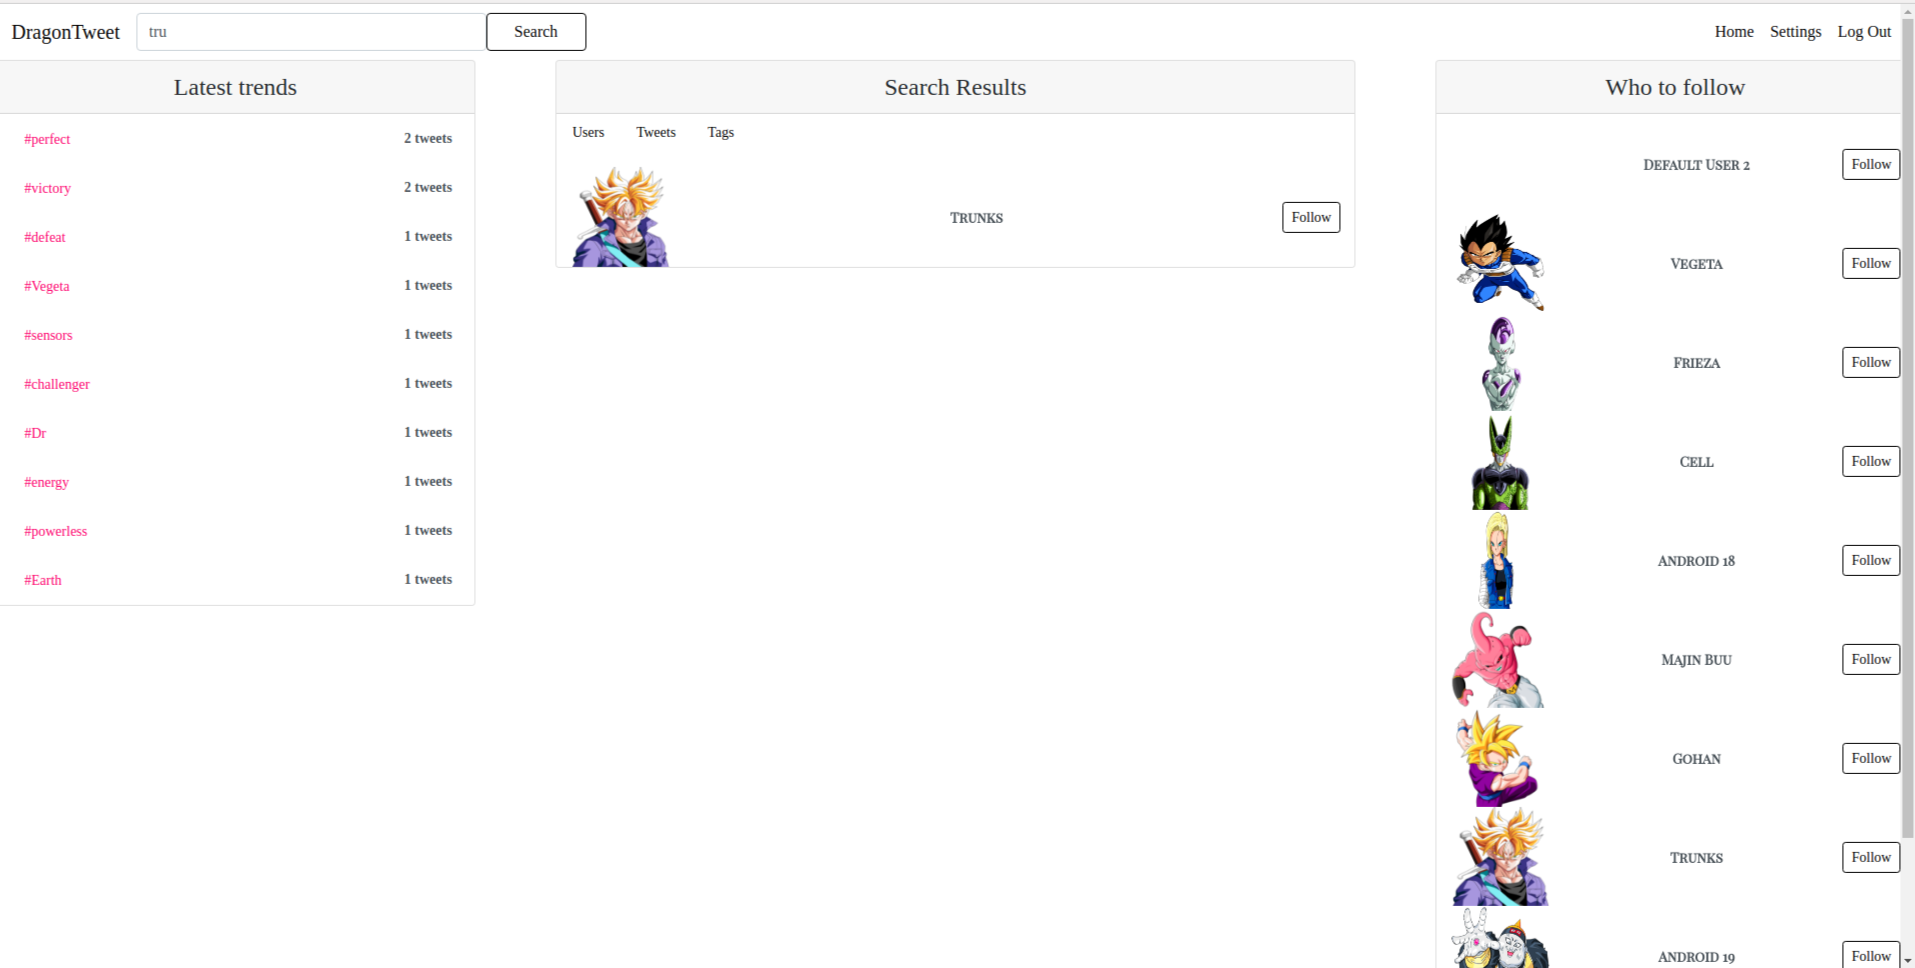 DragonTweet
tru
Search
Home Settings Log Out
Latest trends
#perfect 2 tweets
#victory 2 tweets
#defeat 1 tweets
#Vegeta 1 tweets
#sensors 1 tweets
#challenger 1 tweets
#Dr 1 tweets
#energy 1 tweets
#powerless 1 tweets
#Earth 1 tweets
Search Results
Users Tweets Tags
Trunks Follow
Who to follow
Default User 2 Follow
Vegeta Follow
Frieza Follow
Cell Follow
Android 18 Follow
Majin Buu Follow
Gohan Follow
Trunks Follow
Android 19 Follow